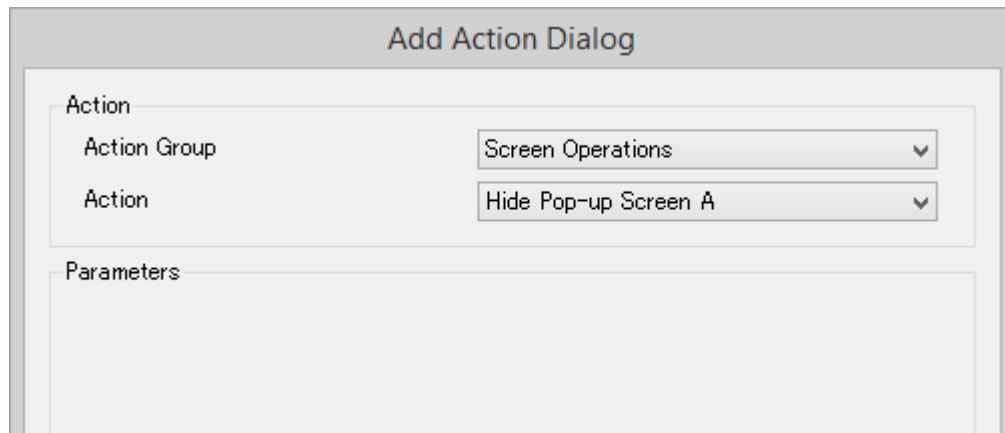 Add Action Dialog
Action
Action Group
Screen Operations
Action
Hide Pop-up Screen A
Parameters